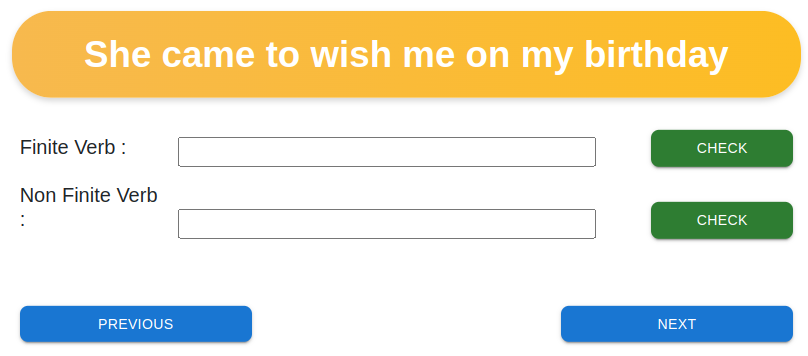 She came to wish me on my birthday
Finite Verb :
CHECK
Non Finite Verb
:
CHECK
PREVIOUS
NEXT